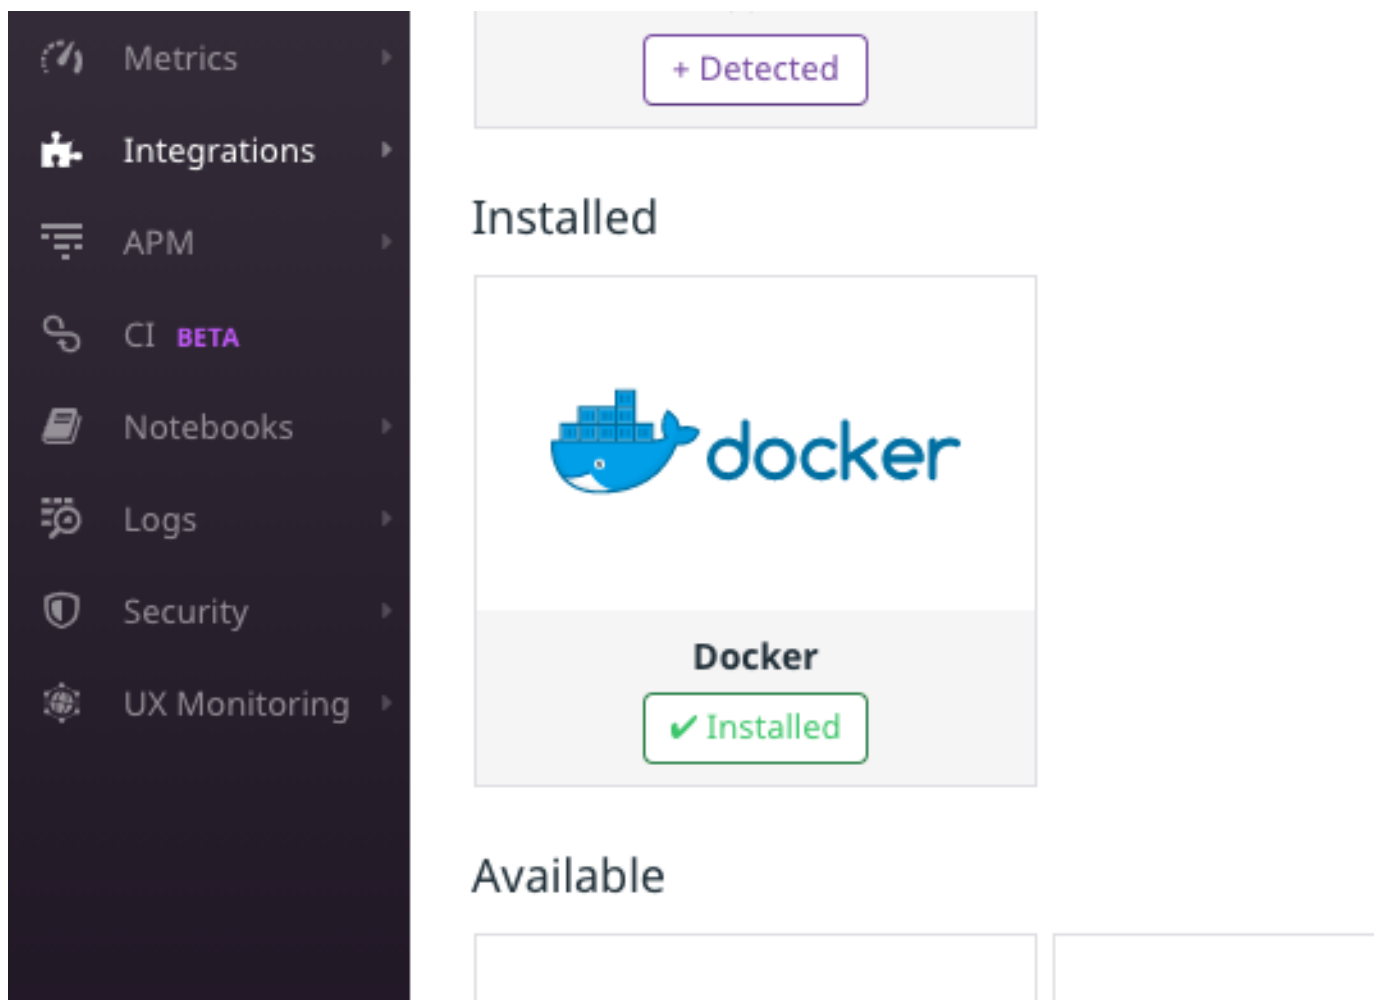 Metrics
Integrations
APM
CI BETA
Notebooks
Logs
Security
UX Monitoring
+ Detected
Installed
docker
Docker
✔ Installed
Available